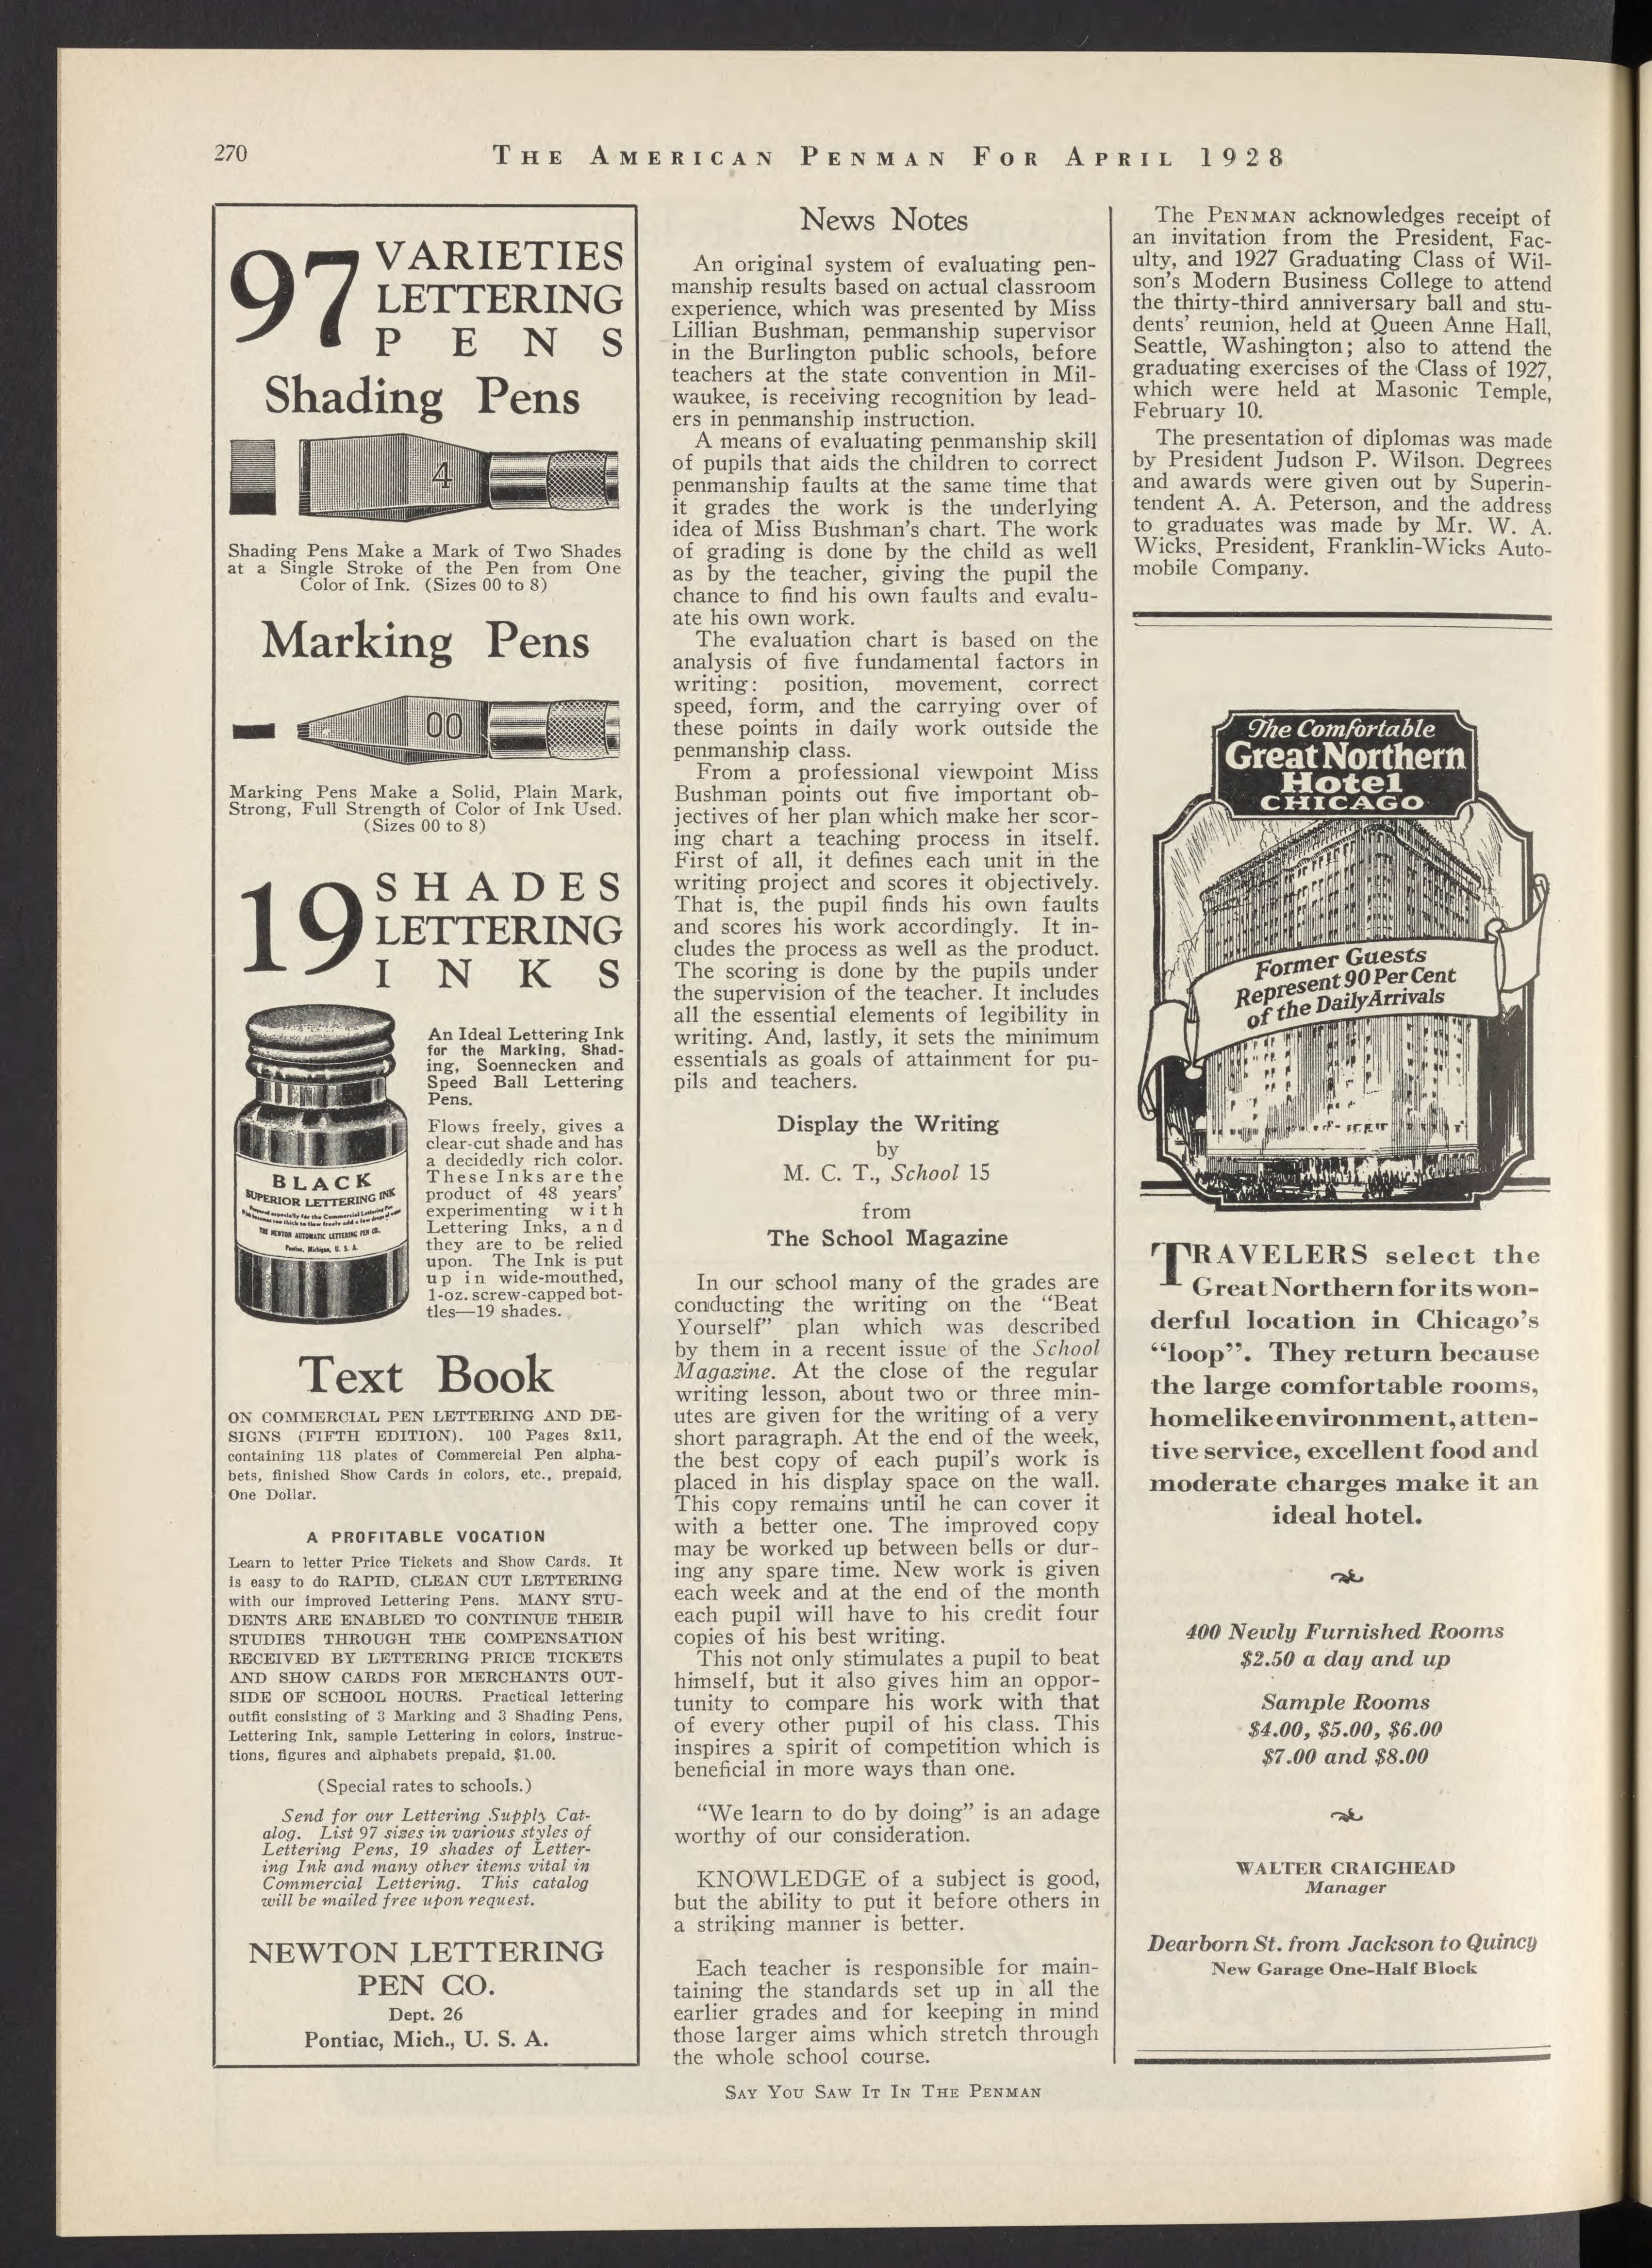 270
THE AMERICAN PENMAN FOR APRIL 1928
97 VARIETIES
LETTERING
PENS
Shading Pens
4
Shading Pens Make a Mark of Two Shades
at a Single Stroke of the Pen from One
Color of Ink. (Sizes 00 to 8)
Marking Pens
00
Marking Pens Make a Solid, Plain Mark,
Strong, Full Strength of Color of Ink Used.
(Sizes 00 to 8)
19 SHADES
LETTERING
INKS
BLACK
SUPERIOR LETTERING INK
Prepared especially for the Commercial Lettering Pen
becomes too thick to flow freely add a few drops of water
THE NEWTON AUTOMATIC LETTERING PEN CO.
Pontiac, Michigan, U. S. A.
An Ideal Lettering Ink
for the Marking, Shad-
ing, Soennecken and
Speed Ball Lettering
Pens.
Flows freely, gives a
clear-cut shade and has
a decidedly rich color.
These Inks are the
product of 48 years'
experimenting with
Lettering Inks, and
they are to be relied
upon. The Ink is put
up in wide-mouthed,
1-oz. screw-capped bot-
tles—19 shades.
Text Book
ON COMMERCIAL PEN LETTERING AND DE-
SIGNS (FIFTH EDITION). 100 Pages 8x11,
containing 118 plates of Commercial Pen alpha-
bets, finished Show Cards in colors, etc., prepaid,
One Dollar.
A PROFITABLE VOCATION
Learn to letter Price Tickets and Show Cards. It
is easy to do RAPID, CLEAN CUT LETTERING
with our improved Lettering Pens. MANY STU-
DENTS ARE ENABLED TO CONTINUE THEIR
STUDIES THROUGH THE COMPENSATION
RECEIVED BY LETTERING PRICE TICKETS
AND SHOW CARDS FOR MERCHANTS OUT-
SIDE OF SCHOOL HOURS. Practical lettering
outfit consisting of 3 Marking and 3 Shading Pens,
Lettering Ink, sample Lettering in colors, instruc-
tions, figures and alphabets prepaid, $1.00.
(Special rates to schools.)
Send for our Lettering Supply Cat-
alog. List 97 sizes in various styles of
Lettering Pens, 19 shades of Letter-
ing Ink and many other items vital in
Commercial Lettering. This catalog
will be mailed free upon request.
NEWTON LETTERING
PEN CO.
Dept. 26
Pontiac, Mich., U. S. A.
News Notes
An original system of evaluating pen-
manship results based on actual classroom
experience, which was presented by Miss
Lillian Bushman, penmanship supervisor
in the Burlington public schools, before
teachers at the state convention in Mil-
waukee, is receiving recognition by lead-
ers in penmanship instruction.
A means of evaluating penmanship skill
of pupils that aids the children to correct
penmanship faults at the same time that
it grades the work is the underlying
idea of Miss Bushman's chart. The work
of grading is done by the child as well
as by the teacher, giving the pupil the
chance to find his own faults and evalu-
ate his own work.
The evaluation chart is based on the
analysis of five fundamental factors in
writing: position, movement, correct
speed, form, and the carrying over of
these points in daily work outside the
penmanship class.
From a professional viewpoint Miss
Bushman points out five important ob-
jectives of her plan which make her scor-
ing chart a teaching process in itself.
First of all, it defines each unit in the
writing project and scores it objectively.
That is, the pupil finds his own faults
and scores his work accordingly. It in-
cludes the process as well as the product.
The scoring is done by the pupils under
the supervision of the teacher. It includes
all the essential elements of legibility in
writing. And, lastly, it sets the minimum
essentials as goals of attainment for pu-
pils and teachers.
Display the Writing
by
M. C. T., School 15
from
The School Magazine
In our school many of the grades are
conducting the writing on the "Beat
Yourself" plan which was described
by them in a recent issue of the School
Magazine. At the close of the regular
writing lesson, about two or three min-
utes are given for the writing of a very
short paragraph. At the end of the week,
the best copy of each pupil's work is
placed in his display space on the wall.
This copy remains until he can cover it
with a better one. The improved copy
may be worked up between bells or dur-
ing any spare time. New work is given
each week and at the end of the month
each pupil will have to his credit four
copies of his best writing.
This not only stimulates a pupil to beat
himself, but it also gives him an oppor-
tunity to compare his work with that
of every other pupil of his class. This
inspires a spirit of competition which is
beneficial in more ways than one.
"We learn to do by doing" is an adage
worthy of our consideration.
KNOWLEDGE of a subject is good,
but the ability to put it before others in
a striking manner is better.
Each teacher is responsible for main-
taining the standards set up in all the
earlier grades and for keeping in mind
those larger aims which stretch through
the whole school course.
The PENMAN acknowledges receipt of
an invitation from the President, Fac-
ulty, and 1927 Graduating Class of Wil-
son's Modern Business College to attend
the thirty-third anniversary ball and stu-
dents' reunion, held at Queen Anne Hall,
Seattle, Washington; also to attend the
graduating exercises of the Class of 1927,
which were held at Masonic Temple,
February 10.
The presentation of diplomas was made
by President Judson P. Wilson. Degrees
and awards were given out by Superin-
tendent A. A. Peterson, and the address
to graduates was made by Mr. W. A.
Wicks, President, Franklin-Wicks Auto-
mobile Company.
The Comfortable
Great Northern
Hotel
CHICAGO
Former Guests
Represent 90 Per Cent
of the Daily Arrivals
TRAVELERS select the
Great Northern for its won-
derful location in Chicago's
"loop". They return because
the large comfortable rooms,
homelike environment, atten-
tive service, excellent food and
moderate charges make it an
ideal hotel.
400 Newly Furnished Rooms
$2.50 a day and up
Sample Rooms
$4.00, $5.00, $6.00
$7.00 and $8.00
WALTER CRAIGHEAD
Manager
Dearborn St. from Jackson to Quincy
New Garage One-Half Block
SAY YOU SAW IT IN THE PENMAN